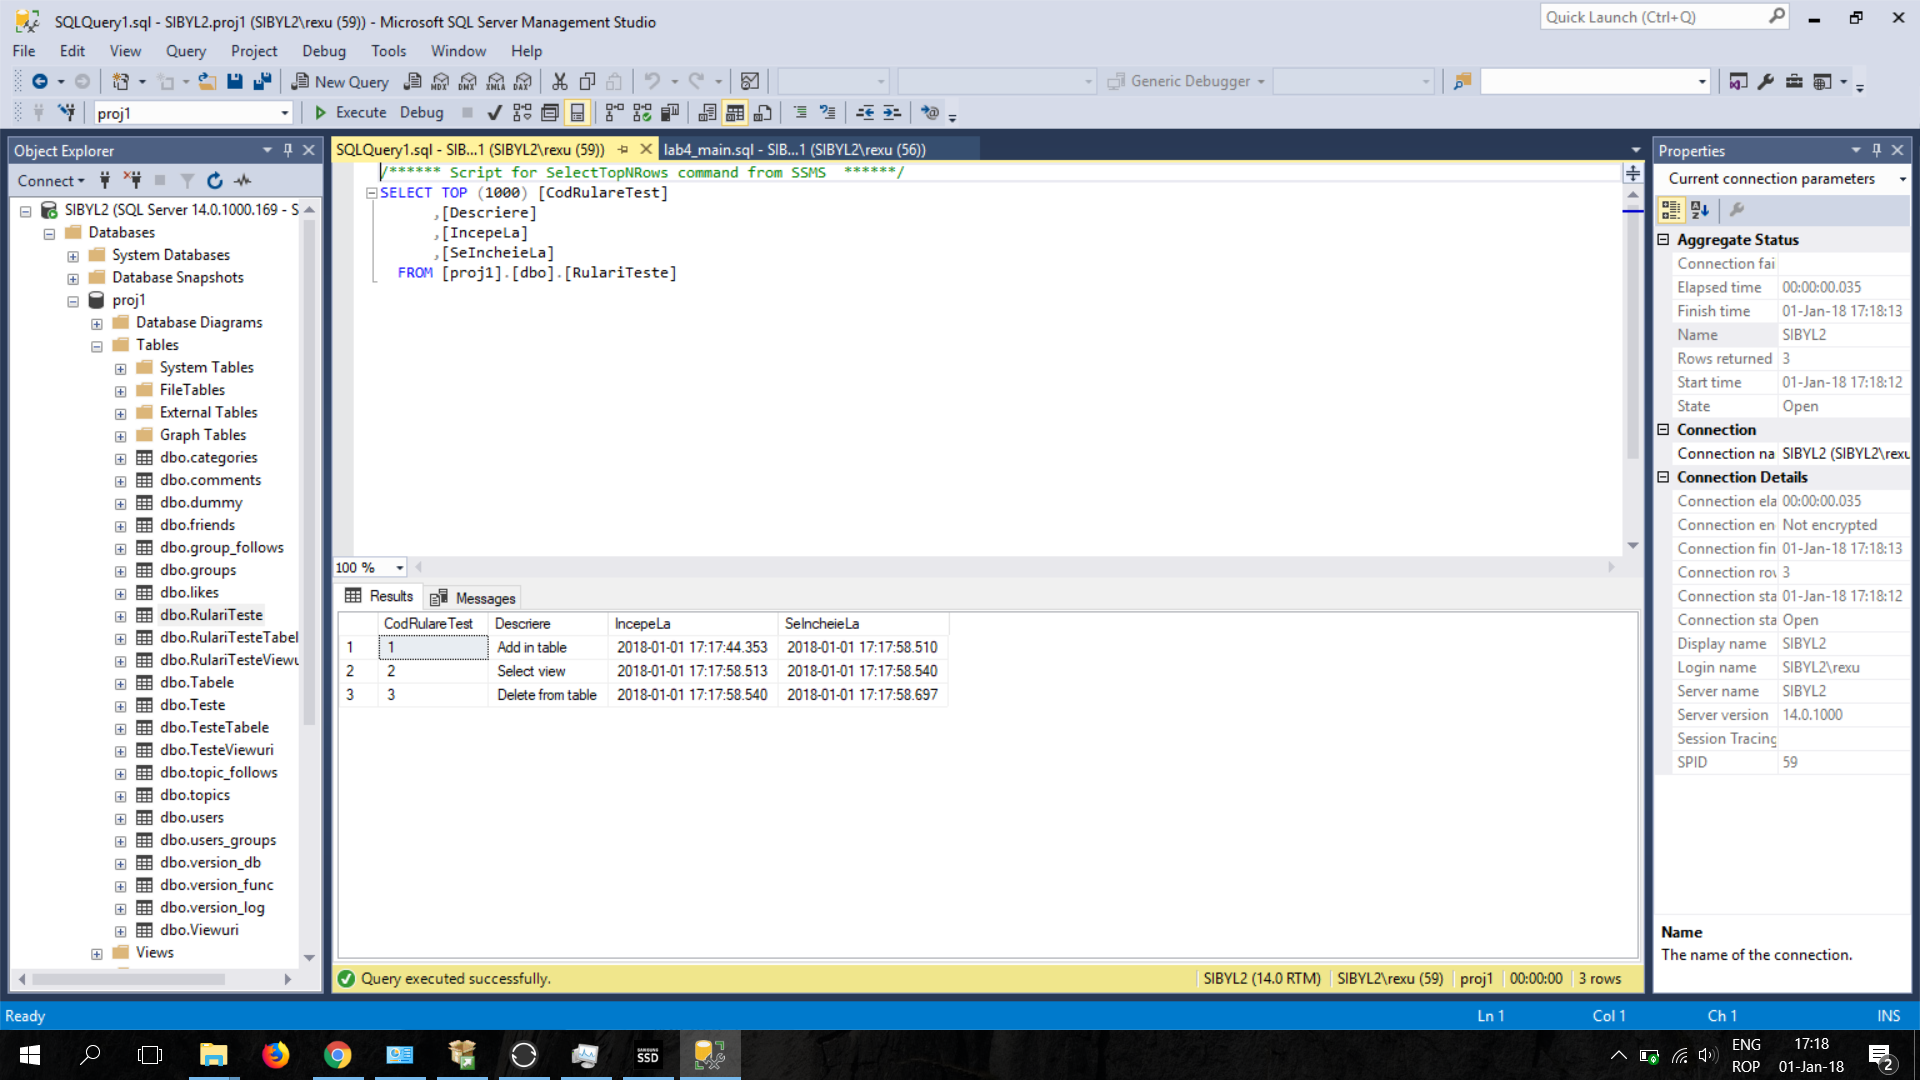 SQLQuery1.sql - SIBYL2.proj1 (SIBYL2\rexu (59)) - Microsoft SQL Server Management Studio
Quick Launch (Ctrl+Q)
File Edit View Query Project Debug Tools Window Help
New Query MDX DMX XMLA DAX Generic Debugger
proj1 Execute Debug
Object Explorer
Connect
SIBYL2 (SQL Server 14.0.1000.169 - S
Databases
System Databases
Database Snapshots
proj1
Database Diagrams
Tables
System Tables
FileTables
External Tables
Graph Tables
dbo.categories
dbo.comments
dbo.dummy
dbo.friends
dbo.group_follows
dbo.groups
dbo.likes
dbo.RulariTeste
dbo.RulariTesteTabel
dbo.RulariTesteViewu
dbo.Tabele
dbo.Teste
dbo.TesteTabele
dbo.TesteViewuri
dbo.topic_follows
dbo.topics
dbo.users
dbo.users_groups
dbo.version_db
dbo.version_func
dbo.version_log
dbo.Viewuri
Views
SQLQuery1.sql - SIB...1 (SIBYL2\rexu (59)) lab4_main.sql - SIB...1 (SIBYL2\rexu (56))
/****** Script for SelectTopNRows command from SSMS ******/
SELECT TOP (1000) [CodRulareTest]
,[Descriere]
,[IncepeLa]
,[SeIncheieLa]
FROM [proj1].[dbo].[RulariTeste]
100 %
Results Messages
CodRulareTest Descriere IncepeLa SeIncheieLa
1 1 Add in table 2018-01-01 17:17:44.353 2018-01-01 17:17:58.510
2 2 Select view 2018-01-01 17:17:58.513 2018-01-01 17:17:58.540
3 3 Delete from table 2018-01-01 17:17:58.540 2018-01-01 17:17:58.697
Query executed successfully. SIBYL2 (14.0 RTM) SIBYL2\rexu (59) proj1 00:00:00 3 rows
Properties
Current connection parameters
Aggregate Status
Connection fai
Elapsed time 00:00:00.035
Finish time 01-Jan-18 17:18:13
Name SIBYL2
Rows returned 3
Start time 01-Jan-18 17:18:12
State Open
Connection
Connection na SIBYL2 (SIBYL2\rexu
Connection Details
Connection ela 00:00:00.035
Connection en Not encrypted
Connection fin 01-Jan-18 17:18:13
Connection rov 3
Connection sta 01-Jan-18 17:18:12
Connection sta Open
Display name SIBYL2
Login name SIBYL2\rexu
Server name SIBYL2
Server version 14.0.1000
Session Tracing
SPID 59
Name
The name of the connection.
Ready Ln 1 Col 1 Ch 1 INS
SAMSUNG SSD
ENG 17:18
ROP 01-Jan-18 2